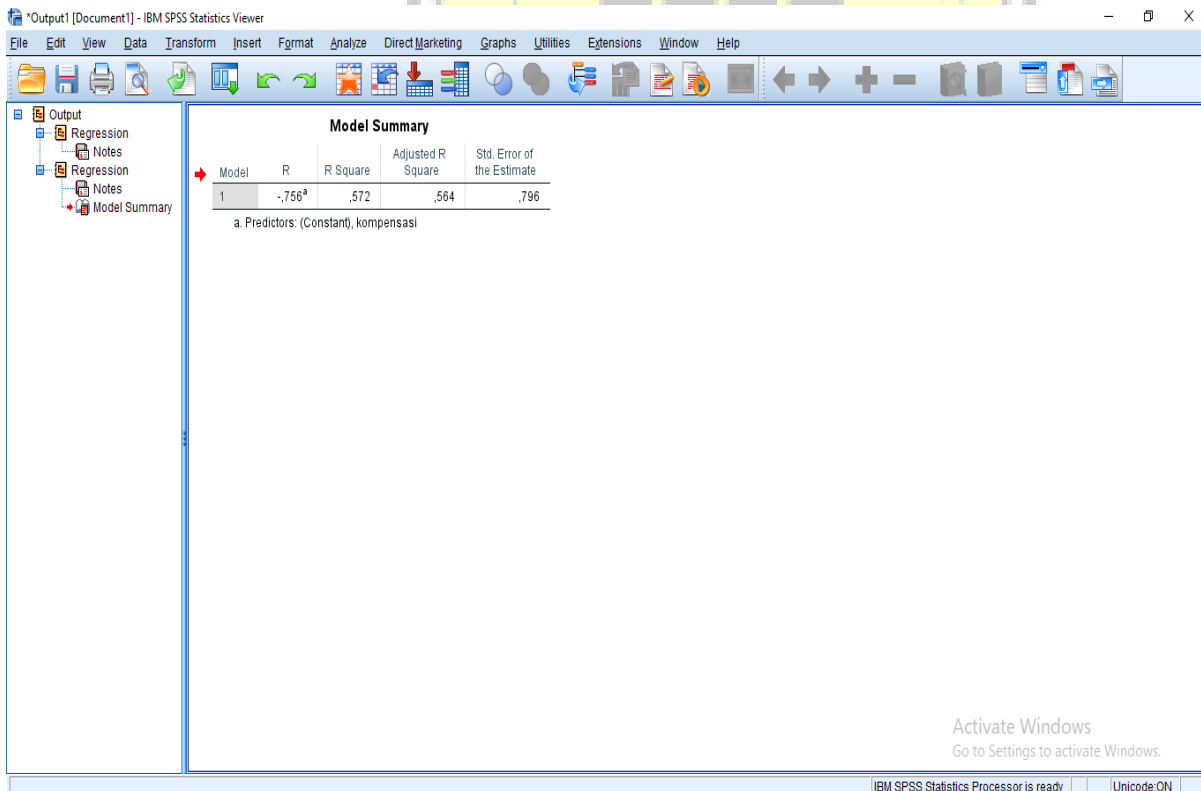 *Output1 [Document1] - IBM SPSS Statistics Viewer
File Edit View Data Transform Insert Format Analyze Direct Marketing Graphs Utilities Extensions Window Help
Output
Regression
Notes
Regression
Notes
Model Summary
Model Summary
Model R R Square Adjusted R Square Std. Error of the Estimate
1 -,756a ,572 ,564 ,796
a. Predictors: (Constant), kompensasi
Activate Windows
Go to Settings to activate Windows.
IBM SPSS Statistics Processor is ready Unicode:ON